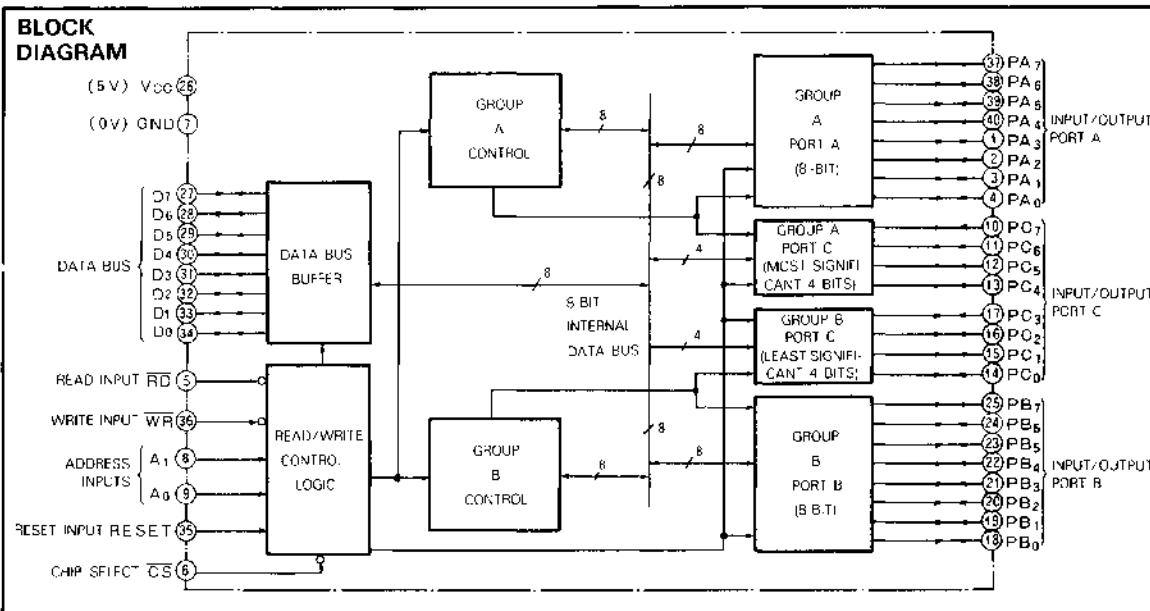 BLOCK
DIAGRAM
(5V) VCC 26
(0V) GND 7
DATA BUS
D7 27
D6 28
D5 29
D4 30
D3 31
D2 32
D1 33
D0 34
READ INPUT RD 5
WRITE INPUT WR 36
ADDRESS
INPUTS
A1 8
A0 9
RESET INPUT RESET 35
CHIP SELECT CS 6
DATA BUS
BUFFER
READ/WRITE
CONTROL
LOGIC
GROUP
A
CONTROL
GROUP
B
CONTROL
8
8
8
8
4
8 BIT
INTERNAL
DATA BUS
4
8
8
8
GROUP
A
PORT A
(8-BIT)
GROUP A
PORT C
(MOST SIGNIFI
CANT 4 BITS)
GROUP B
PORT C
(LEAST SIGNIFI-
CANT 4 BITS)
GROUP
B
PORT B
(8 BIT)
37 PA7
38 PA6
39 PA5
40 PA4
1 PA3
2 PA2
3 PA1
4 PA0
INPUT/OUTPUT
PORT A
10 PC7
11 PC6
12 PC5
13 PC4
17 PC3
16 PC2
15 PC1
14 PC0
INPUT/OUTPUT
PORT C
25 PB7
24 PB6
23 PB5
22 PB4
21 PB3
20 PB2
19 PB1
18 PB0
INPUT/OUTPUT
PORT B